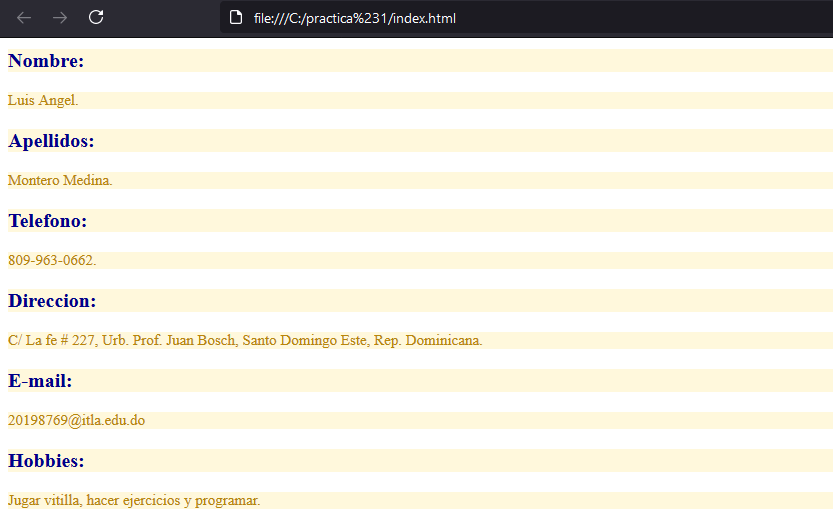 file:///C:/practica%231/index.html
Nombre:
Luis Angel.
Apellidos:
Montero Medina.
Telefono:
809-963-0662.
Direccion:
C/ La fe # 227, Urb. Prof. Juan Bosch, Santo Domingo Este, Rep. Dominicana.
E-mail:
20198769@itla.edu.do
Hobbies:
Jugar vitilla, hacer ejercicios y programar.